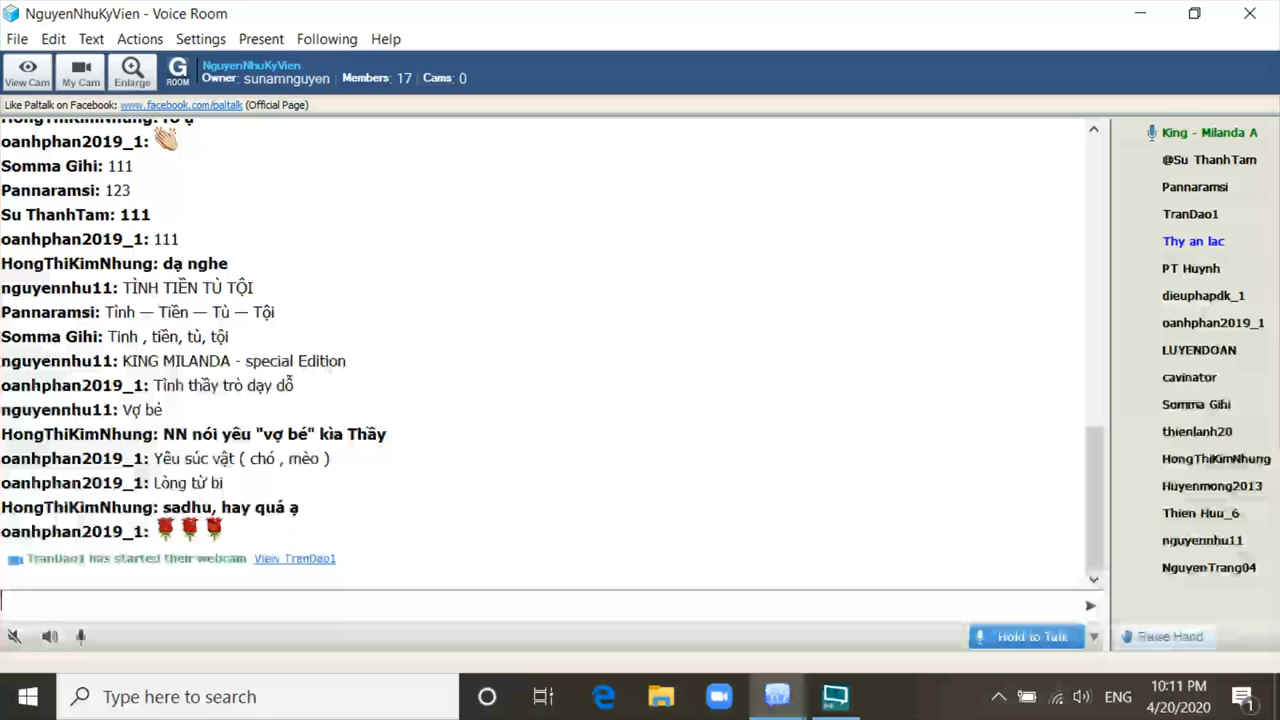 NguyenNhuKyVien - Voice Room
File Edit Text Actions Settings Present Following Help
View Cam My Cam Enlarge G ROOM
NguyenNhuKyVien
Owner: sunamnguyen Members: 17 Cams: 0
Like Paltalk on Facebook: www.facebook.com/paltalk (Official Page)
HongThiKimNhung:
oanhphan2019_1:
Somma Gihi: 111
Pannaramsi: 123
Su ThanhTam: 111
oanhphan2019_1: 111
HongThiKimNhung: dạ nghe
nguyennhu11: TÌNH TIỀN TÙ TỘI
Pannaramsi: Tình — Tiền — Tù — Tội
Somma Gihi: Tinh , tiền, tù, tội
nguyennhu11: KING MILANDA - special Edition
oanhphan2019_1: Tình thầy trò dạy dỗ
nguyennhu11: Vợ bé
HongThiKimNhung: NN nói yêu "vợ bé" kìa Thầy
oanhphan2019_1: Yêu súc vật ( chó , mèo )
oanhphan2019_1: Lòng từ bi
HongThiKimNhung: sadhu, hay quá ạ
oanhphan2019_1:
TranDao1 has started their webcam View TranDao1
King - Milanda A
@Su ThanhTam
Pannaramsi
TranDao1
Thy an lac
PT Huynh
dieuphapdk_1
oanhphan2019_1
LUYENDOAN
cavinator
Somma Gihi
thienlanh20
HongThiKimNhung
Huyenmong2013
Thien Huu_6
nguyennhu11
NguyenTrang04
Hold to Talk Raise Hand
Type here to search
ENG
10:11 PM
4/20/2020
1